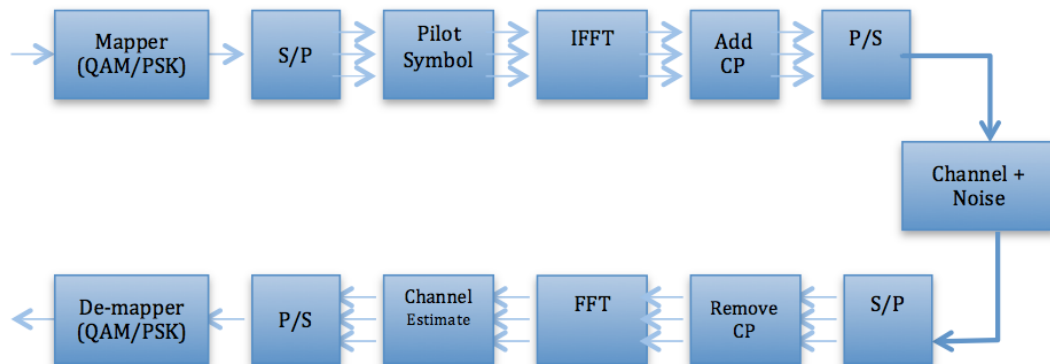 Mapper
(QAM/PSK)
S/P
Pilot
Symbol
IFFT
Add
CP
P/S
Channel +
Noise
De-mapper
(QAM/PSK)
P/S
Channel
Estimate
FFT
Remove
CP
S/P